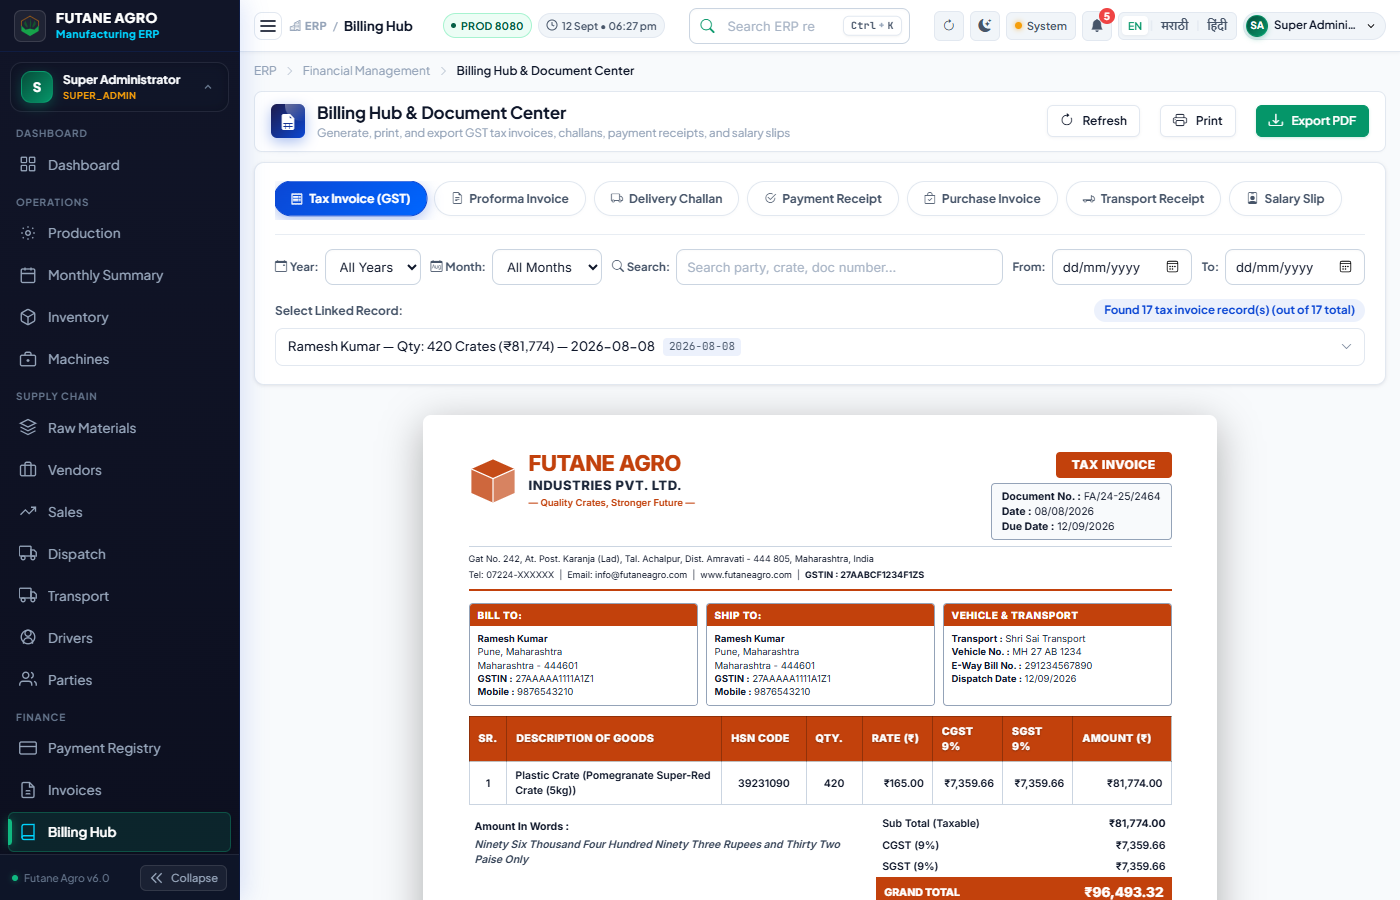 FUTANE AGRO
Manufacturing ERP
S
Super Administrator
SUPER_ADMIN
DASHBOARD
Dashboard
OPERATIONS
Production
Monthly Summary
Inventory
Machines
SUPPLY CHAIN
Raw Materials
Vendors
Sales
Dispatch
Transport
Drivers
Parties
FINANCE
Payment Registry
Invoices
Billing Hub
Futane Agro v6.0
Collapse
ERP / Billing Hub
PROD 8080
12 Sept • 06:27 pm
Search ERP re
Ctrl + K
System
5
EN
मराठी
हिंदी
SA
Super Admini...
ERP > Financial Management > Billing Hub & Document Center
Billing Hub & Document Center
Generate, print, and export GST tax invoices, challans, payment receipts, and salary slips
Refresh
Print
Export PDF
Tax Invoice (GST)
Proforma Invoice
Delivery Challan
Payment Receipt
Purchase Invoice
Transport Receipt
Salary Slip
Year:
All Years
Month:
All Months
Search:
Search party, crate, doc number...
From:
dd/mm/yyyy
To:
dd/mm/yyyy
Select Linked Record:
Found 17 tax invoice record(s) (out of 17 total)
Ramesh Kumar — Qty: 420 Crates (₹81,774) — 2026-08-08
2026-08-08
FUTANE AGRO
INDUSTRIES PVT. LTD.
— Quality Crates, Stronger Future —
TAX INVOICE
Document No. : FA/24-25/2464
Date : 08/08/2026
Due Date : 12/09/2026
Gat No. 242, At. Post. Karanja (Lad), Tal. Achalpur, Dist. Amravati - 444 805, Maharashtra, India
Tel: 07224-XXXXXX | Email: info@futaneagro.com | www.futaneagro.com | GSTIN : 27AABCF1234F1ZS
BILL TO:
Ramesh Kumar
Pune, Maharashtra
Maharashtra - 444601
GSTIN : 27AAAAA1111A1Z1
Mobile : 9876543210
SHIP TO:
Ramesh Kumar
Pune, Maharashtra
Maharashtra - 444601
GSTIN : 27AAAAA1111A1Z1
Mobile : 9876543210
VEHICLE & TRANSPORT
Transport : Shri Sai Transport
Vehicle No. : MH 27 AB 1234
E-Way Bill No. : 291234567890
Dispatch Date : 12/09/2026
SR. DESCRIPTION OF GOODS HSN CODE QTY. RATE (₹) CGST 9% SGST 9% AMOUNT (₹)
1 Plastic Crate (Pomegranate Super-Red Crate (5kg)) 39231090 420 ₹165.00 ₹7,359.66 ₹7,359.66 ₹81,774.00
Amount In Words :
Ninety Six Thousand Four Hundred Ninety Three Rupees and Thirty Two
Paise Only
Sub Total (Taxable) ₹81,774.00
CGST (9%) ₹7,359.66
SGST (9%) ₹7,359.66
GRAND TOTAL ₹96,493.32